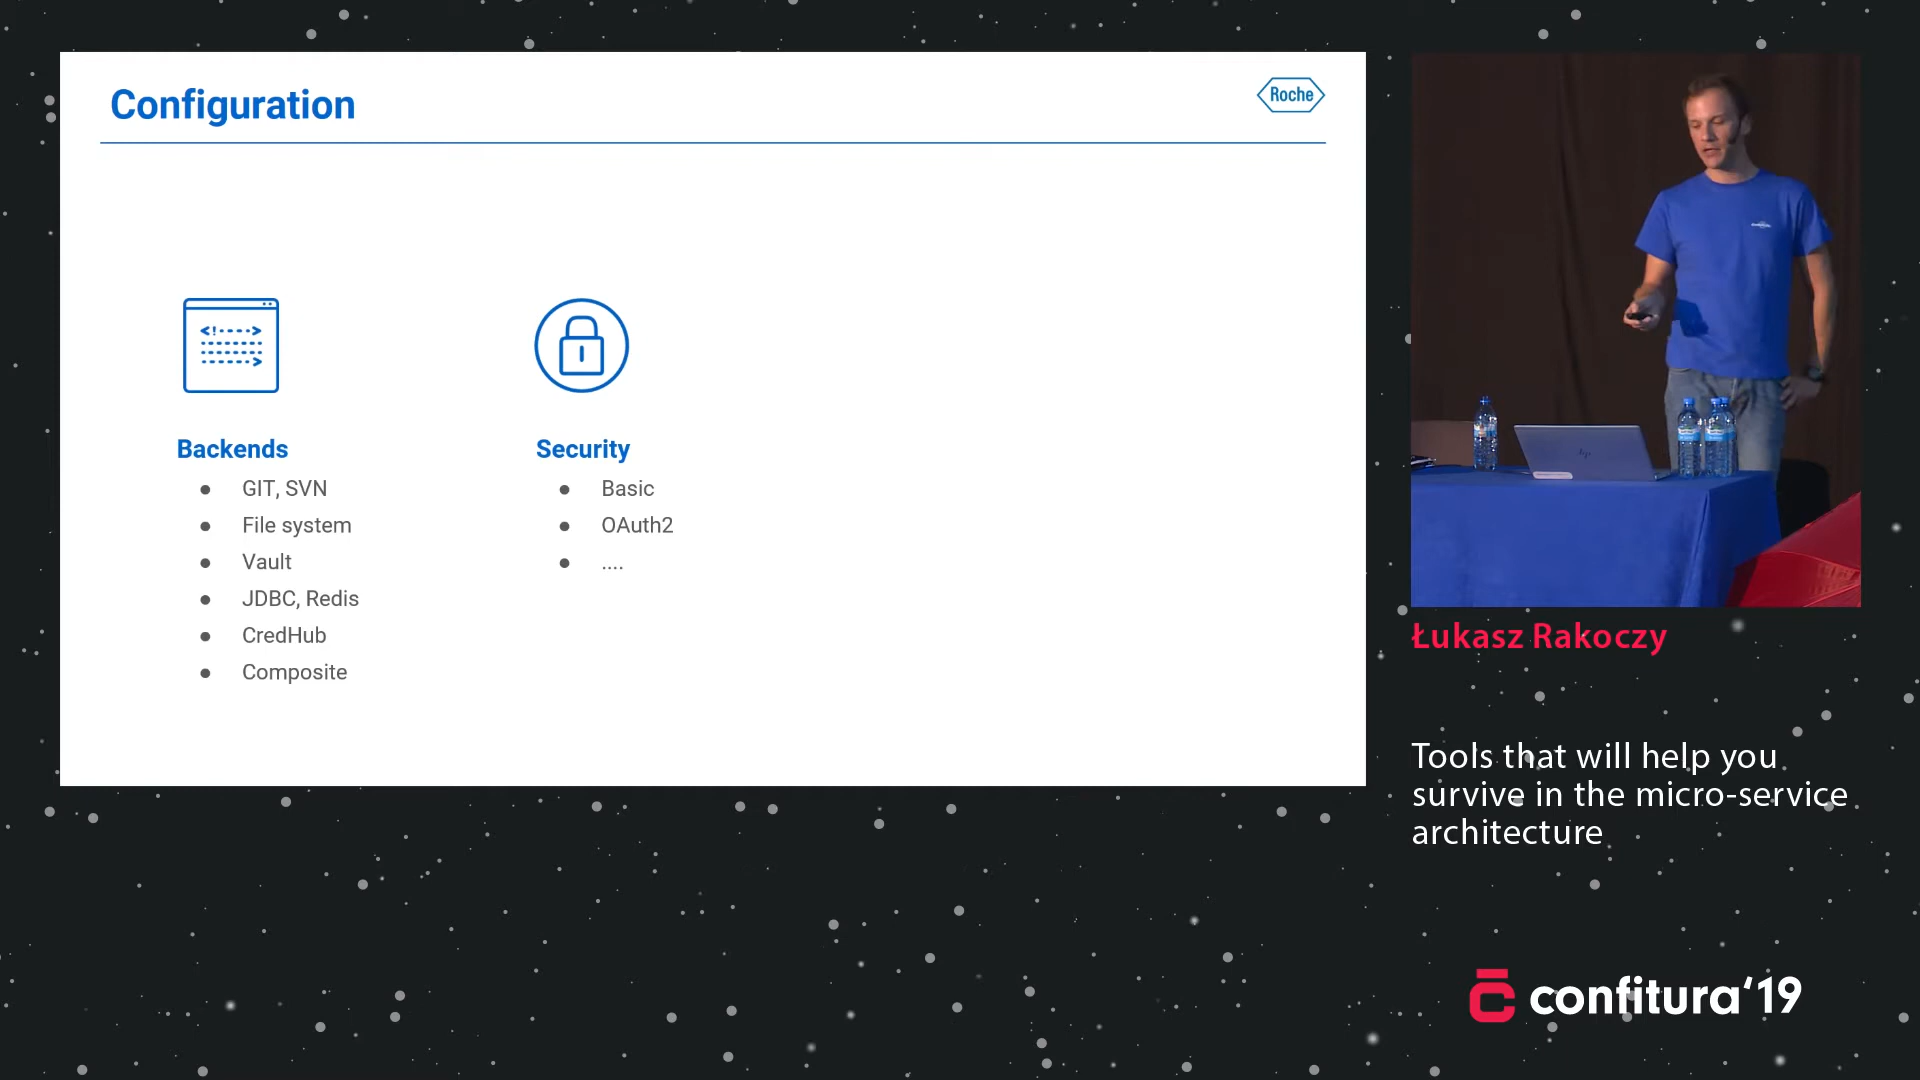 Configuration
Roche
Backends
GIT, SVN
File system
Vault
JDBC, Redis
CredHub
Composite
Security
Basic
OAuth2
....
Łukasz Rakoczy
Tools that will help you
survive in the micro-service
architecture
confitura‘19